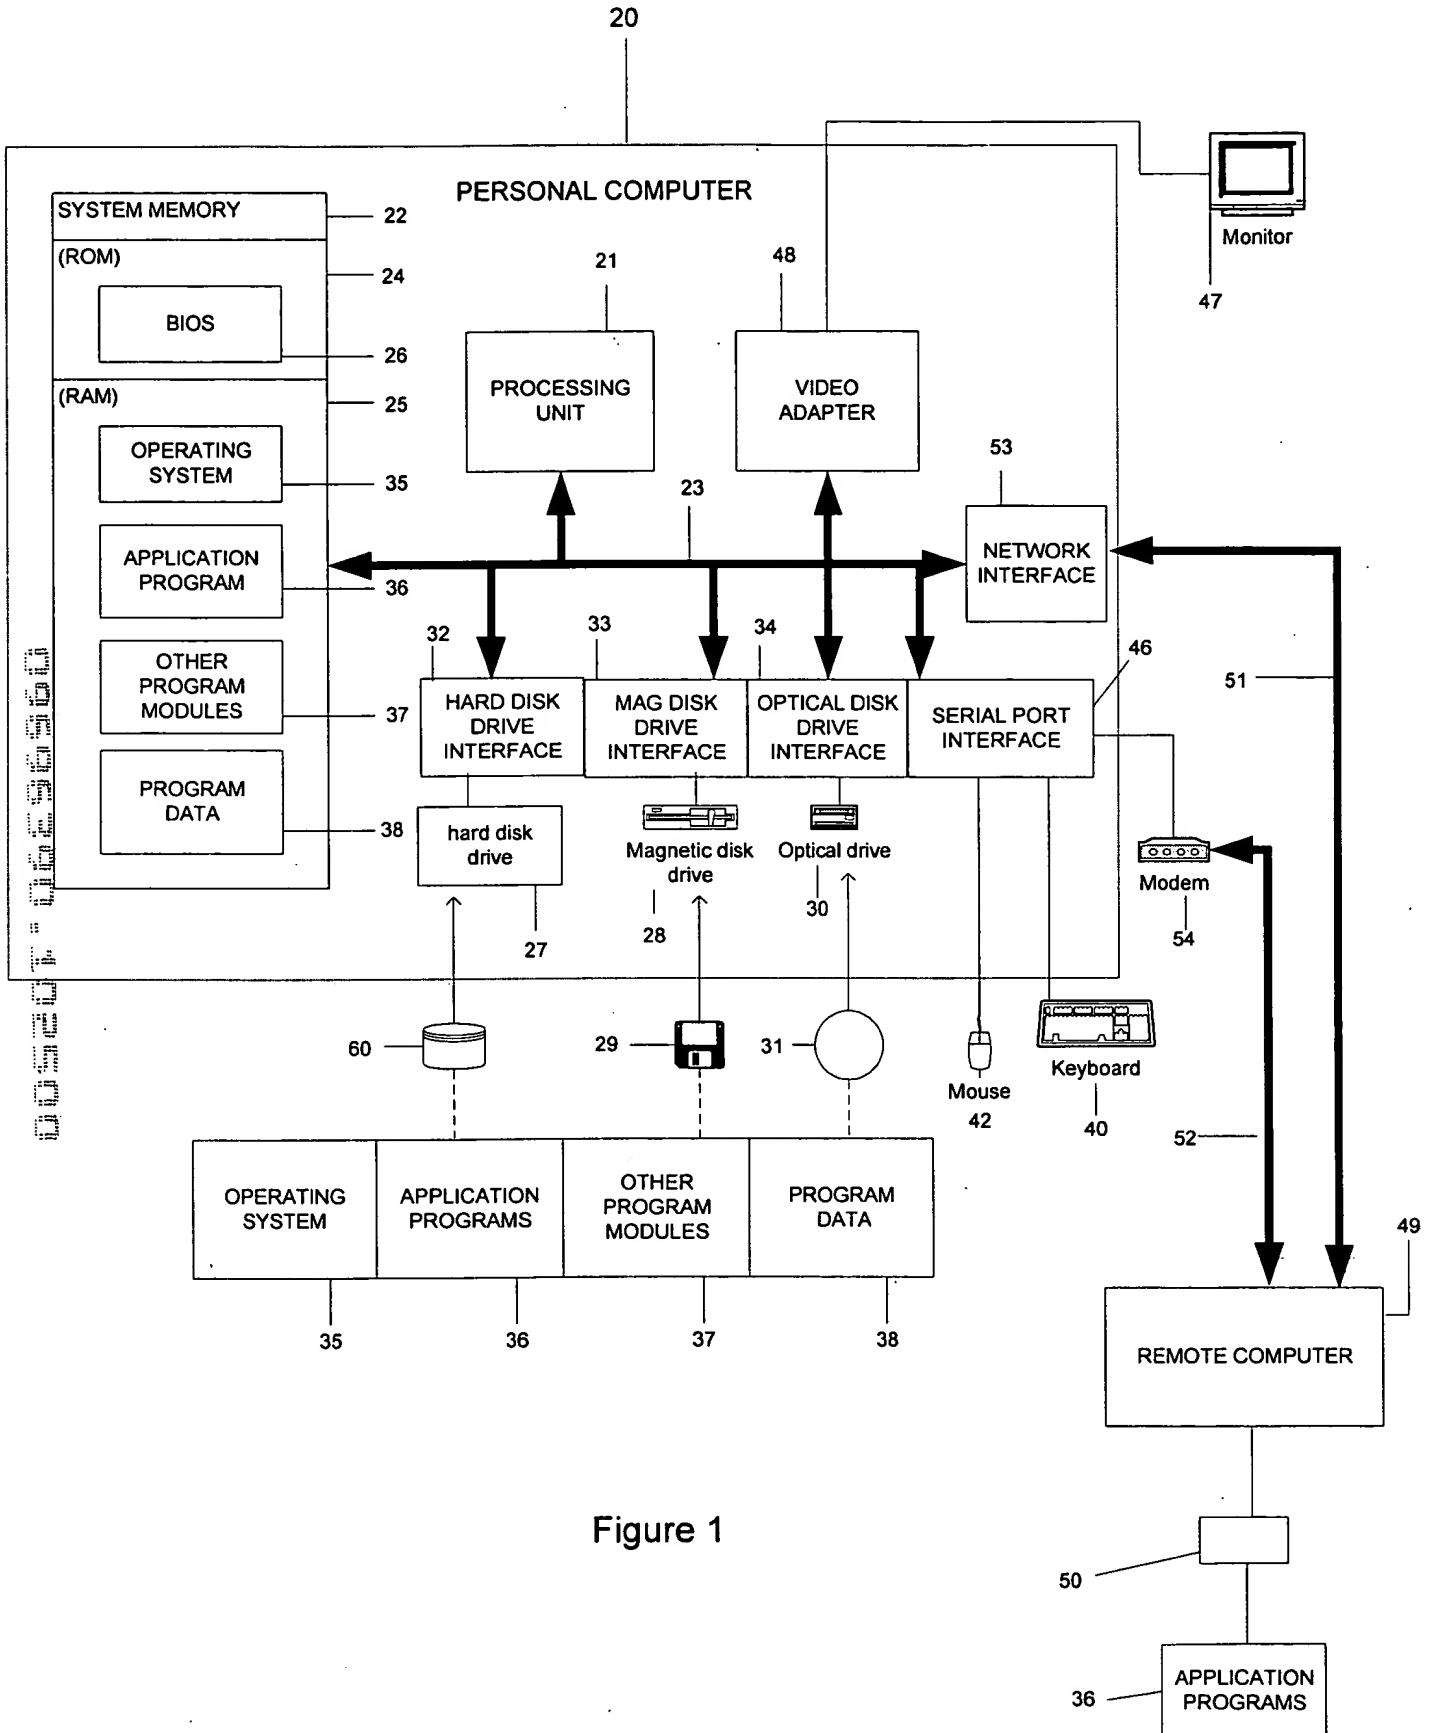 20
PERSONAL COMPUTER
SYSTEM MEMORY
22
(ROM)
24
BIOS
26
(RAM)
25
OPERATING
SYSTEM
35
APPLICATION
PROGRAM
36
OTHER
PROGRAM
MODULES
37
PROGRAM
DATA
38
21
PROCESSING
UNIT
48
VIDEO
ADAPTER
Monitor
47
53
NETWORK
INTERFACE
23
32
HARD DISK
DRIVE
INTERFACE
33
MAG DISK
DRIVE
INTERFACE
34
OPTICAL DISK
DRIVE
INTERFACE
46
SERIAL PORT
INTERFACE
51
hard disk
drive
27
Magnetic disk
drive
28
Optical drive
30
Modem
54
60
29
31
Mouse
42
Keyboard
40
52
OPERATING
SYSTEM
35
APPLICATION
PROGRAMS
36
OTHER
PROGRAM
MODULES
37
PROGRAM
DATA
38
49
REMOTE COMPUTER
50
36
APPLICATION
PROGRAMS
Figure 1